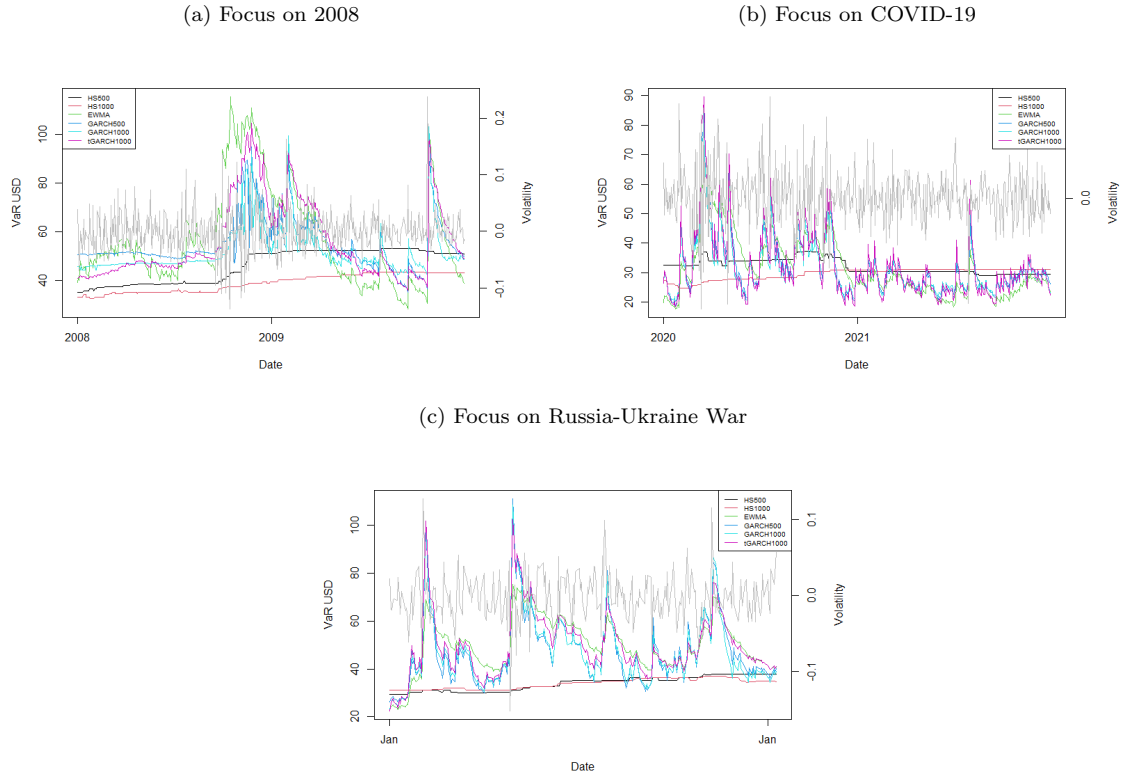 (a) Focus on 2008
HS500
HS1000
EWMA
GARCH500
GARCH1000
tGARCH1000
VaR USD
40
60
80
100
Volatility
-0.1
0.0
0.1
0.2
2008
2009
Date
(b) Focus on COVID-19
HS500
HS1000
EWMA
GARCH500
GARCH1000
tGARCH1000
VaR USD
20
30
40
50
60
70
80
90
Volatility
0.0
2020
2021
Date
(c) Focus on Russia-Ukraine War
HS500
HS1000
EWMA
GARCH500
GARCH1000
tGARCH1000
VaR USD
20
40
60
80
100
Volatility
-0.1
0.0
0.1
Jan
Jan
Date